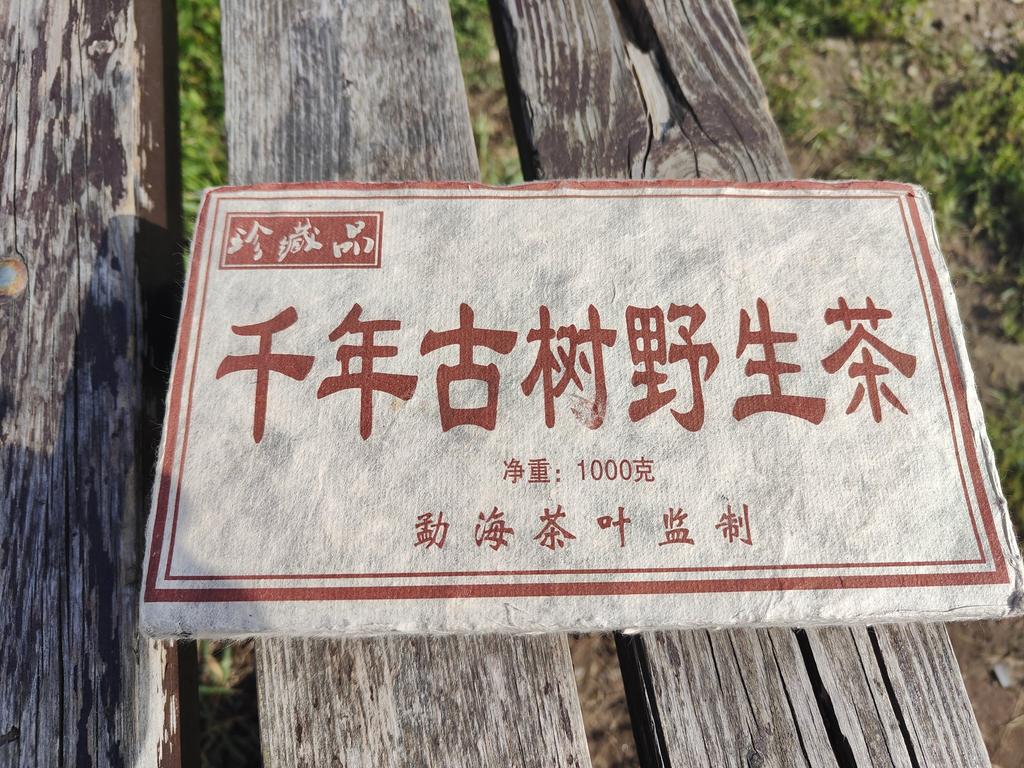 珍藏品
千年古树野生茶
净重：1000克
勐海茶叶监制